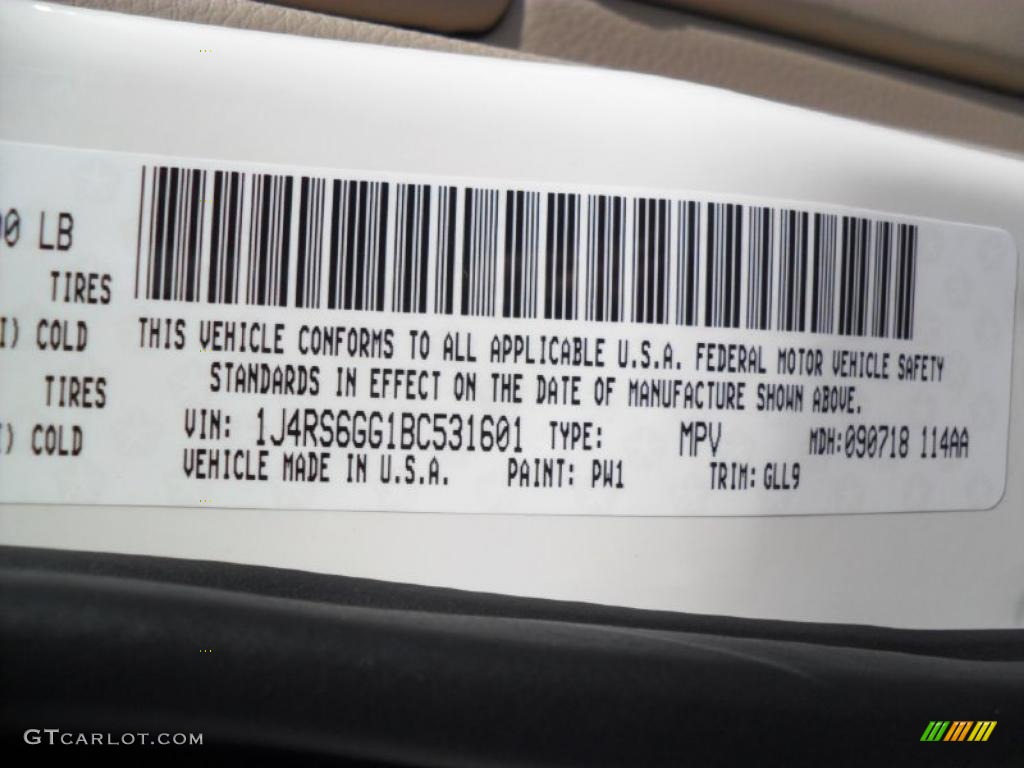 00 LB
TIRES
I) COLD
TIRES
I) COLD
THIS VEHICLE CONFORMS TO ALL APPLICABLE U.S.A. FEDERAL MOTOR VEHICLE SAFETY
STANDARDS IN EFFECT ON THE DATE OF MANUFACTURE SHOWN ABOVE.
VIN: 1J4RS6GG1BC531601 TYPE: MPV MDH:090718 114AA
VEHICLE MADE IN U.S.A. PAINT: PW1 TRIM: GLL9
GTCARLOT.COM